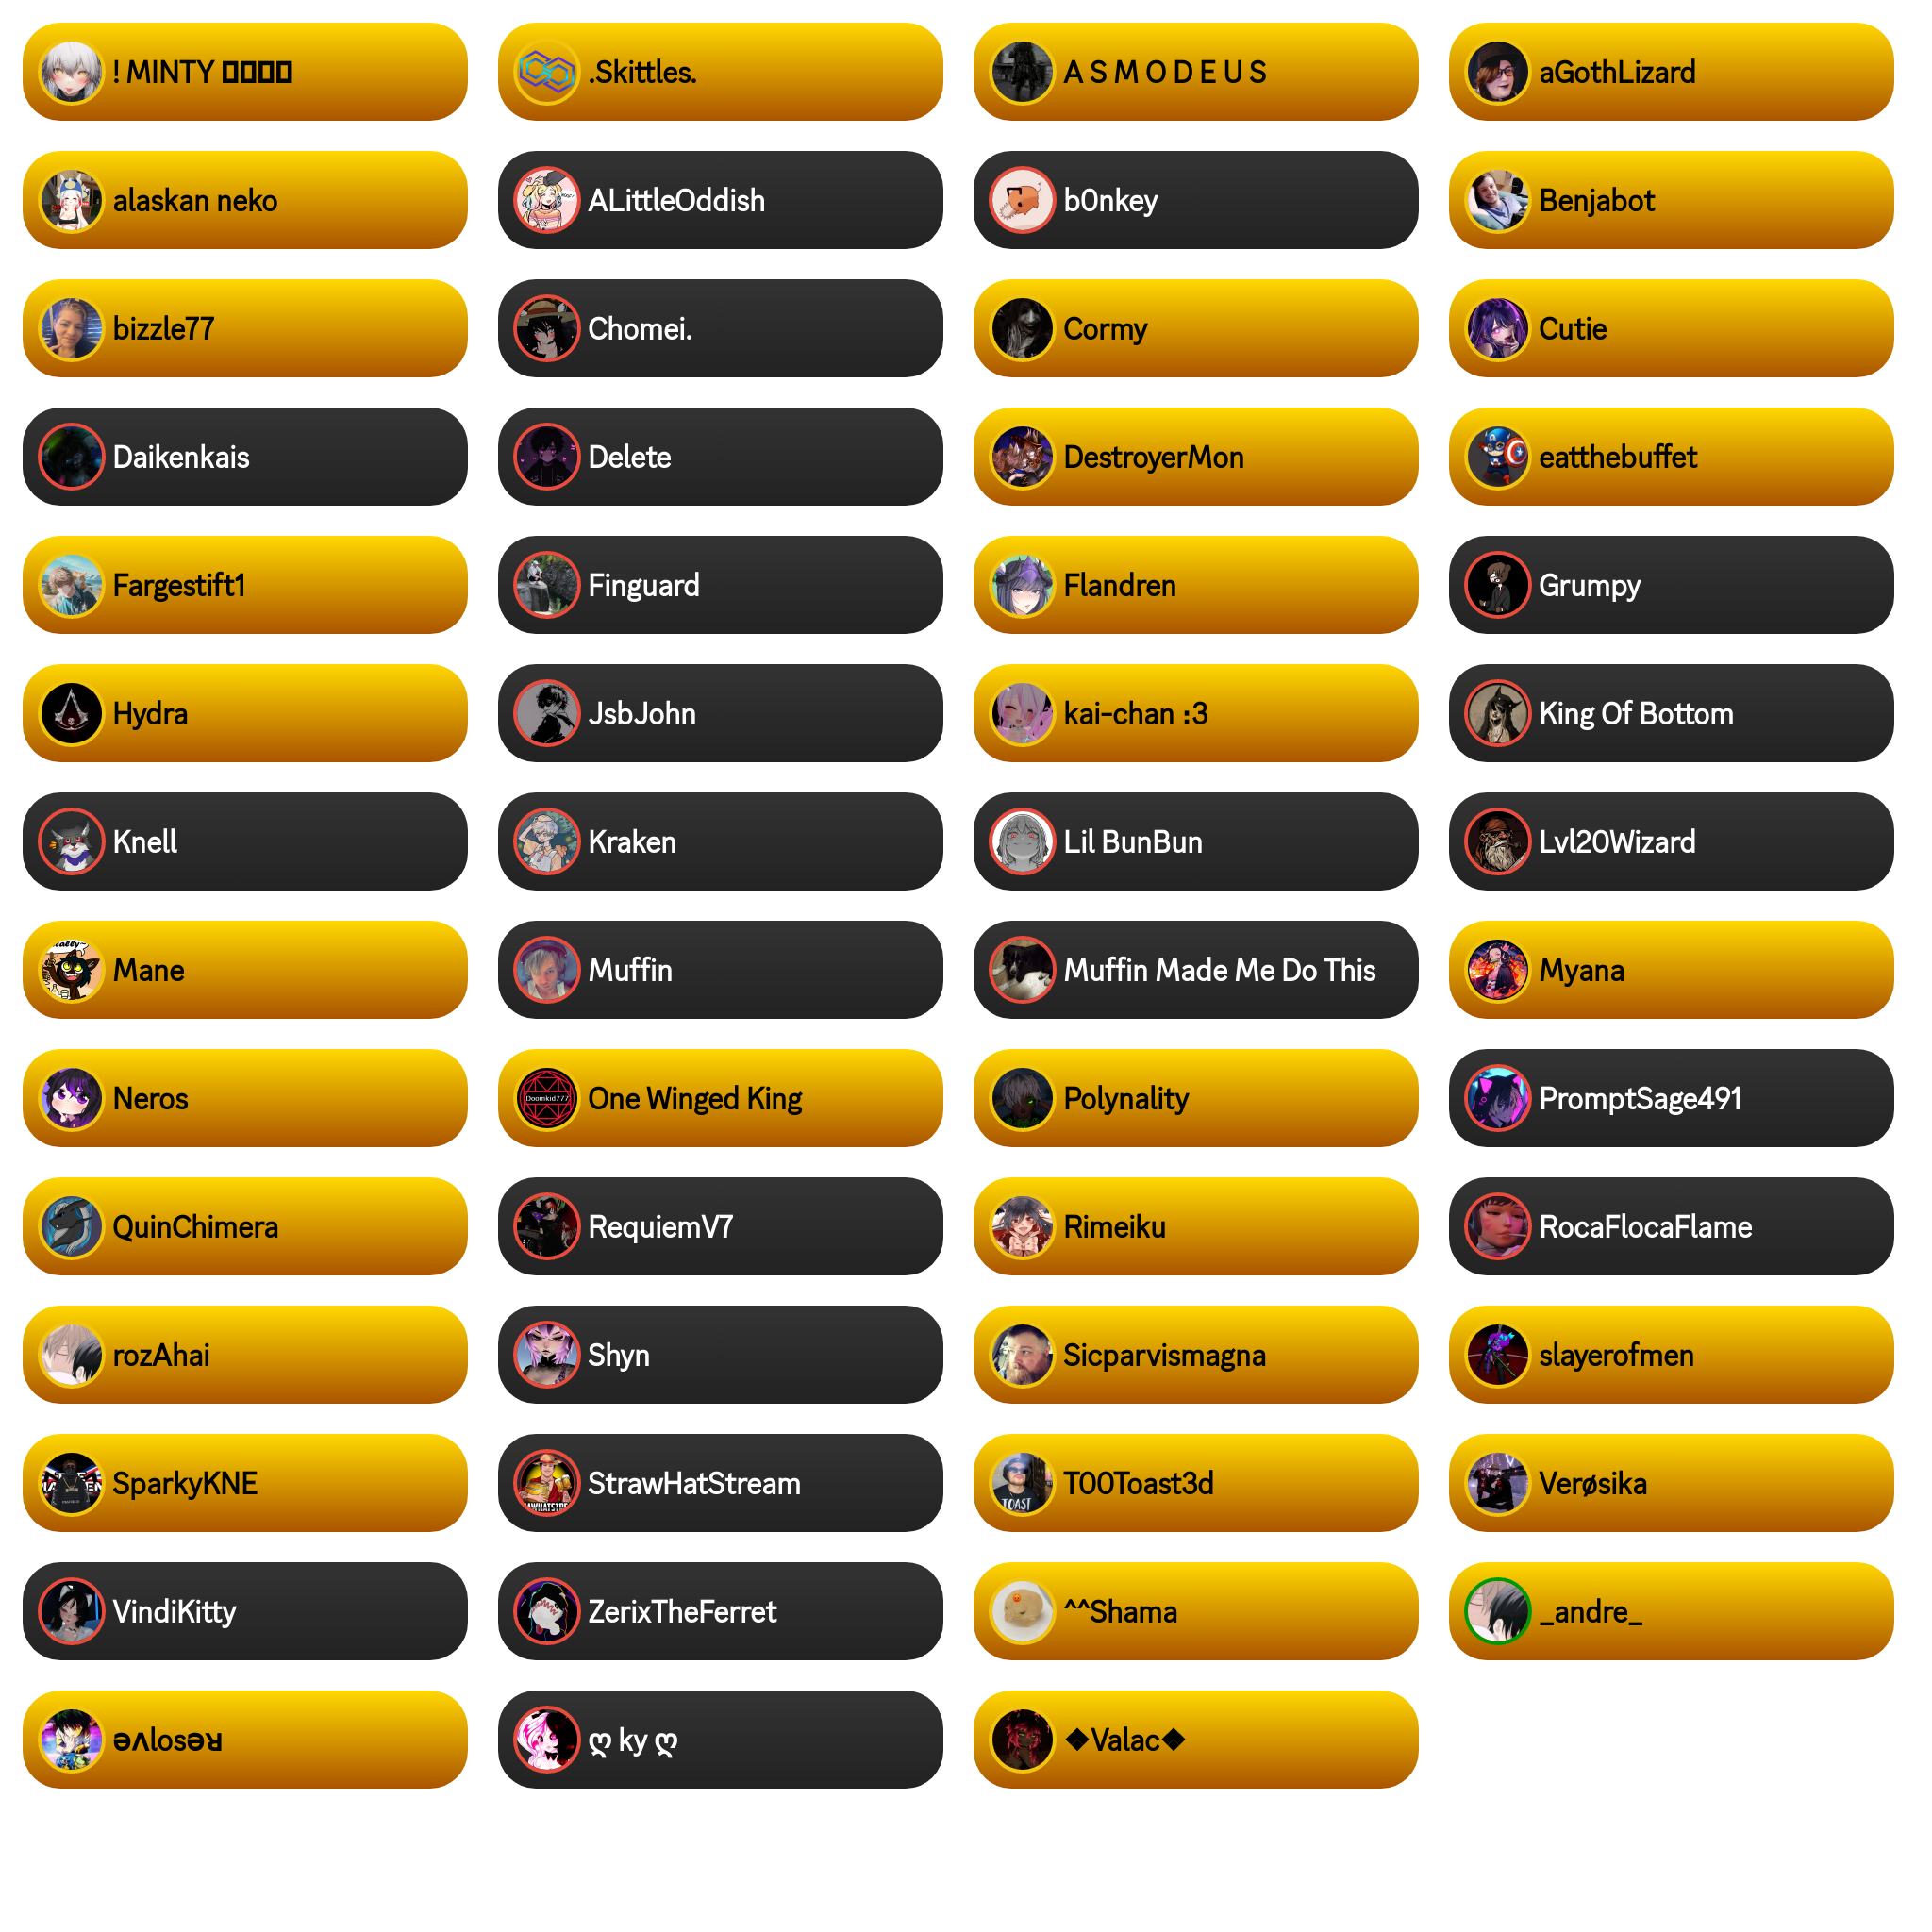 ! MINTY
.Skittles.
A S M O D E U S
aGothLizard
alaskan neko
ALittleOddish
b0nkey
Benjabot
bizzle77
Chomei.
Cormy
Cutie
Daikenkais
Delete
DestroyerMon
eatthebuffet
Fargestift1
Finguard
Flandren
Grumpy
Hydra
JsbJohn
kai-chan :3
King Of Bottom
Knell
Kraken
Lil BunBun
Lvl20Wizard
Mane
Muffin
Muffin Made Me Do This
Myana
Neros
Doomkid777
One Winged King
Polynality
PromptSage491
QuinChimera
RequiemV7
Rimeiku
RocaFlocaFlame
rozAhai
Shyn
Sicparvismagna
slayerofmen
SparkyKNE
StrawHatStream
TOAST
T00Toast3d
Verøsika
VindiKitty
ZerixTheFerret
^^Shama
_andre_
ɘʌlosɘʁ
ღ ky ღ
❖Valac❖